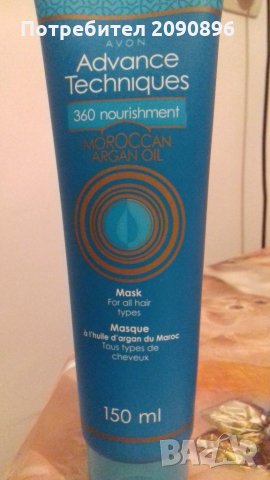 Потребител 2090896
AVON
Advance
Techniques
360 nourishment
MOROCCAN
ARGAN OIL
Mask
For all hair
types
Masque
à l'huile d'argan du Maroc
Tous types de
cheveux
150 ml
BAZAR